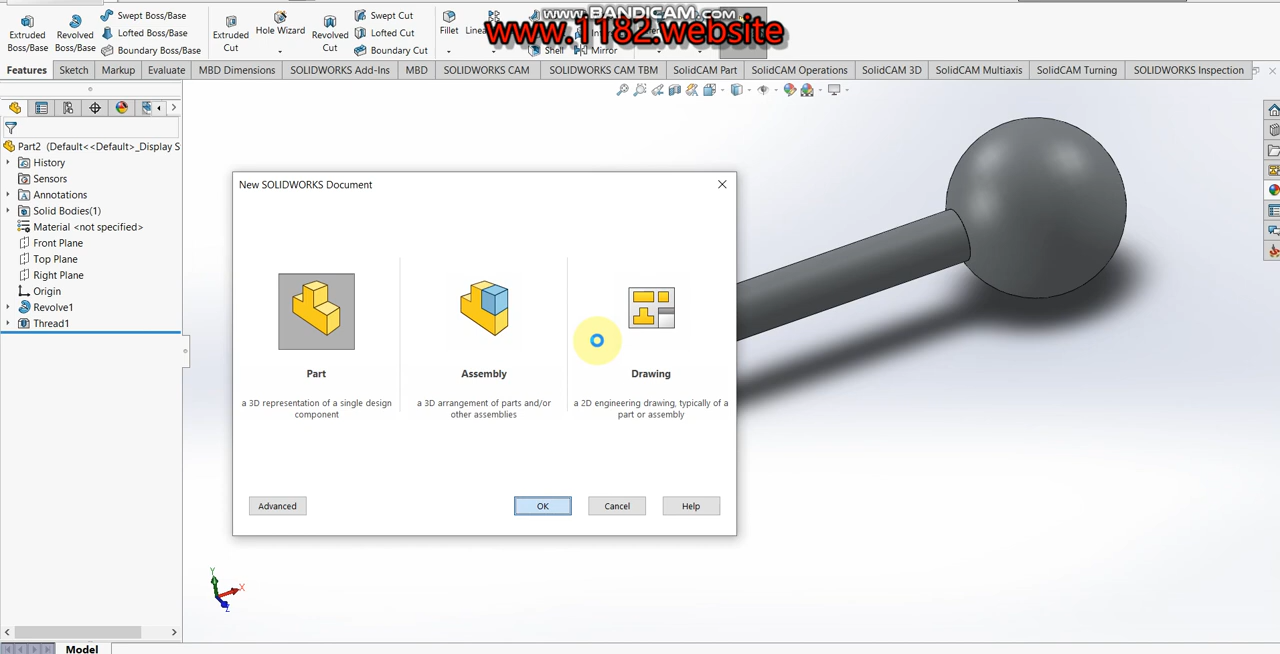 www.BANDICAM.com
www.1182.website
Extruded Boss/Base
Revolved Boss/Base
Swept Boss/Base
Lofted Boss/Base
Boundary Boss/Base
Extruded Cut
Hole Wizard
Revolved Cut
Swept Cut
Lofted Cut
Boundary Cut
Fillet
Shell
Mirror
Features Sketch Markup Evaluate MBD Dimensions SOLIDWORKS Add-Ins MBD SOLIDWORKS CAM SOLIDWORKS CAM TBM SolidCAM Part SolidCAM Operations SolidCAM 3D SolidCAM Multiaxis SolidCAM Turning SOLIDWORKS Inspection
Part2 (Default<<Default>_Display S
History
Sensors
Annotations
Solid Bodies(1)
Material <not specified>
Front Plane
Top Plane
Right Plane
Origin
Revolve1
Thread1
New SOLIDWORKS Document
Part
a 3D representation of a single design
component
Assembly
a 3D arrangement of parts and/or
other assemblies
Drawing
a 2D engineering drawing, typically of a
part or assembly
Advanced OK Cancel Help
Y
X
Z
Model